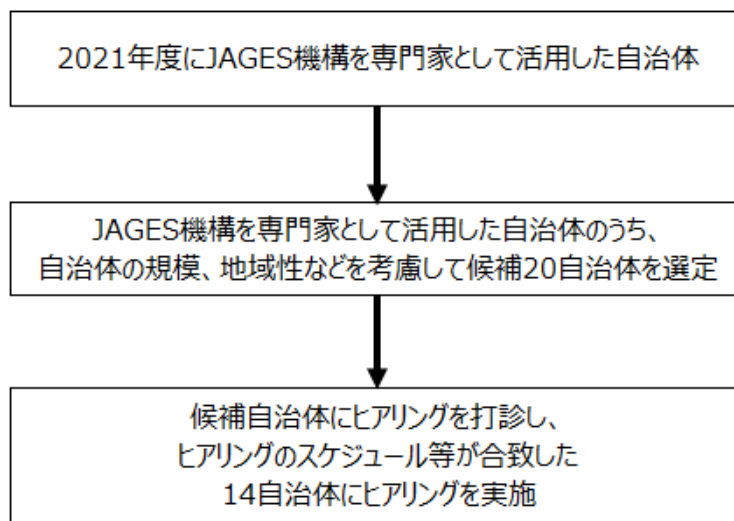 2021年度にJAGES機構を専門家として活用した自治体
JAGES機構を専門家として活用した自治体のうち、
自治体の規模、地域性などを考慮して候補20自治体を選定
候補自治体にヒアリングを打診し、
ヒアリングのスケジュール等が合致した
14自治体にヒアリングを実施